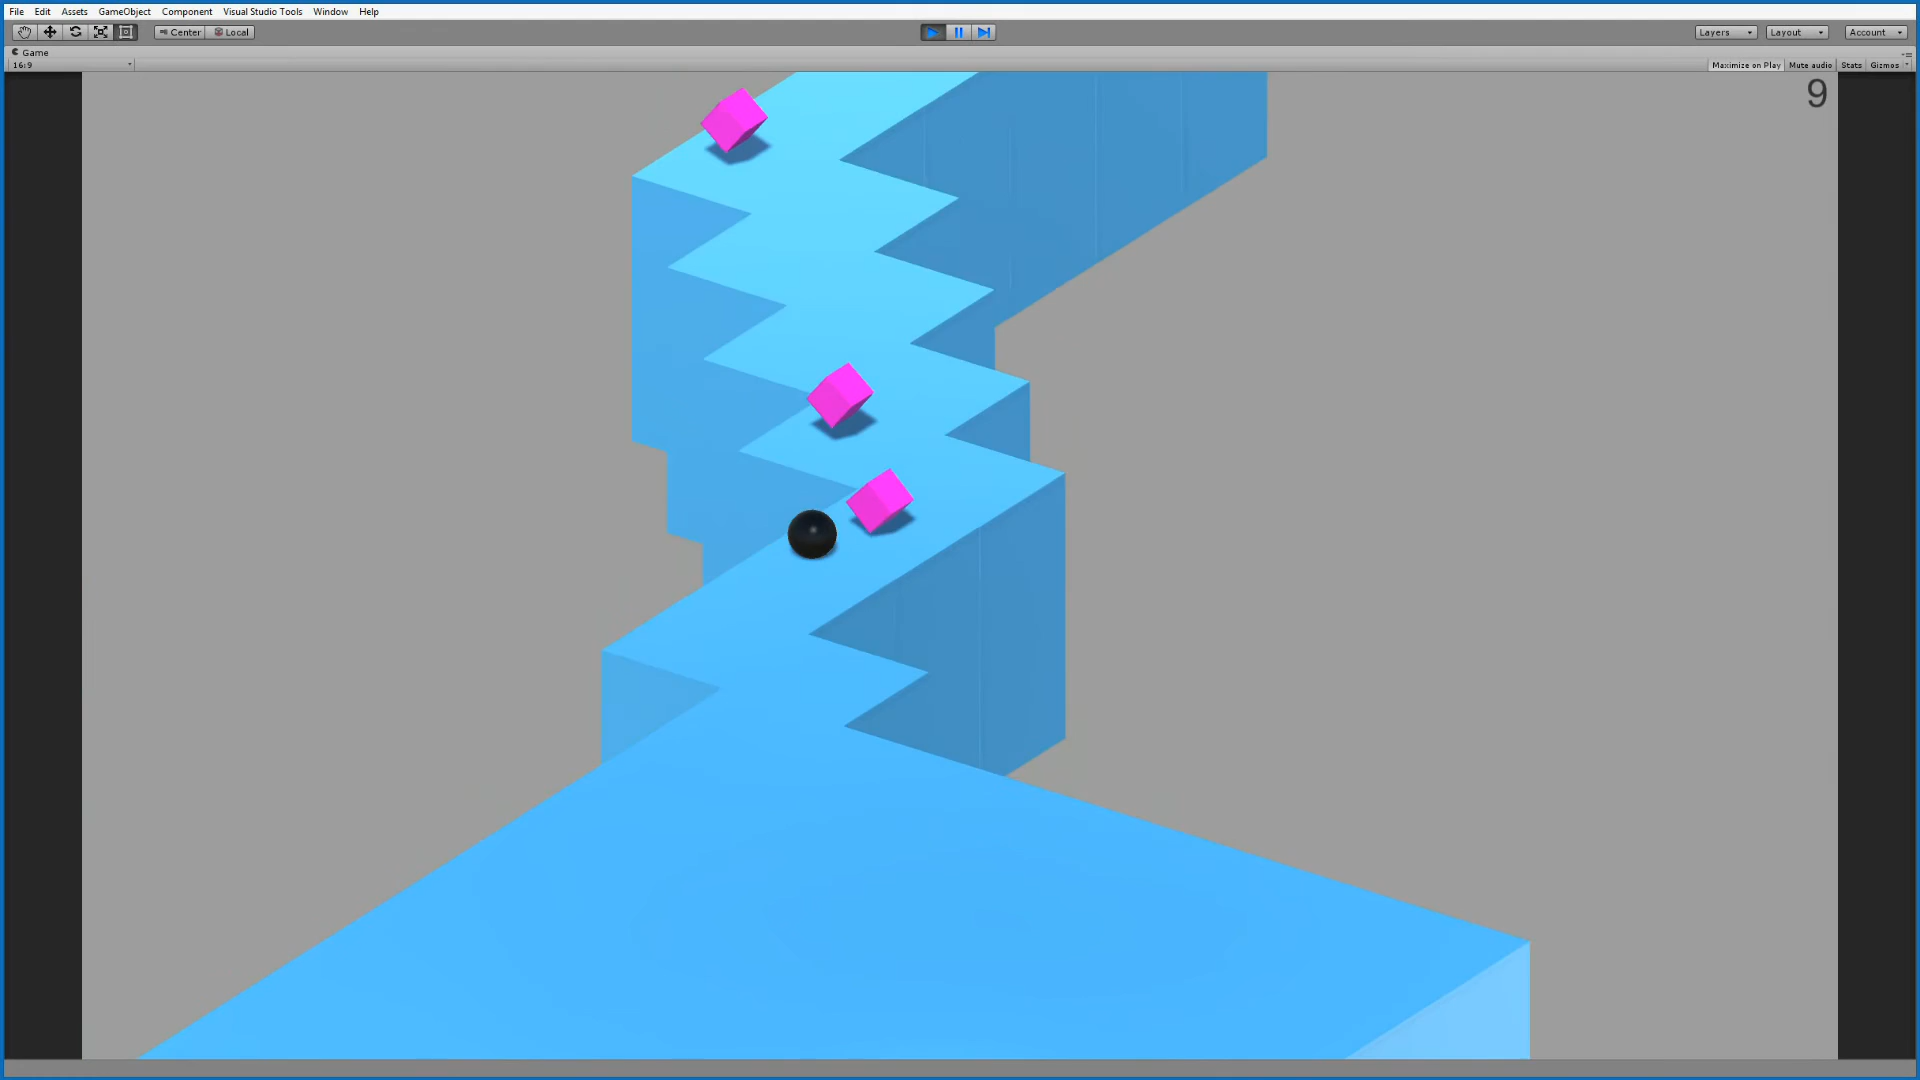 File Edit Assets GameObject Component Visual Studio Tools Window Help
Center Local Layers Layout Account
Game
16:9 Maximize on Play Mute audio Stats Gizmos
9